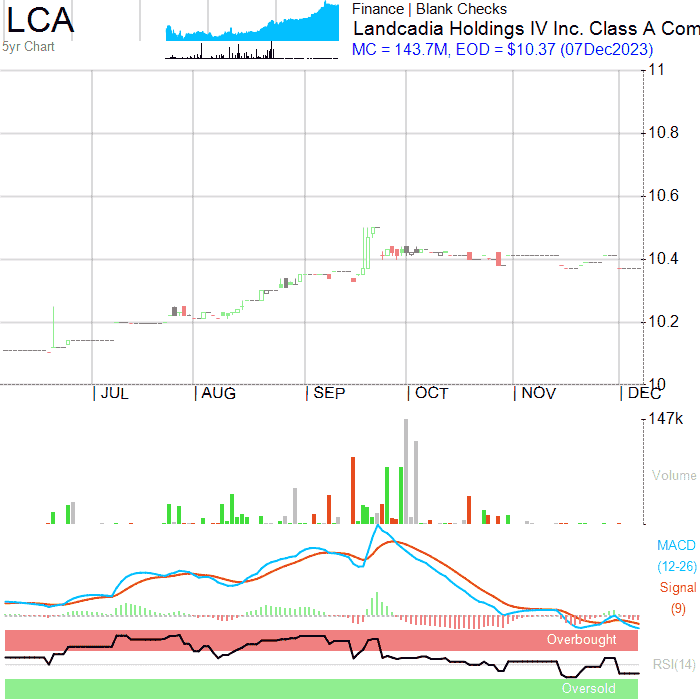 LCA
5yr Chart
Finance | Blank Checks
Landcadia Holdings IV Inc. Class A Com
MC = 143.7M, EOD = $10.37 (07Dec2023)
11
10.8
10.6
10.4
10.2
10
JUL AUG SEP OCT NOV DEC
147k
Volume
MACD
(12-26)
Signal
(9)
Overbought
RSI(14)
Oversold